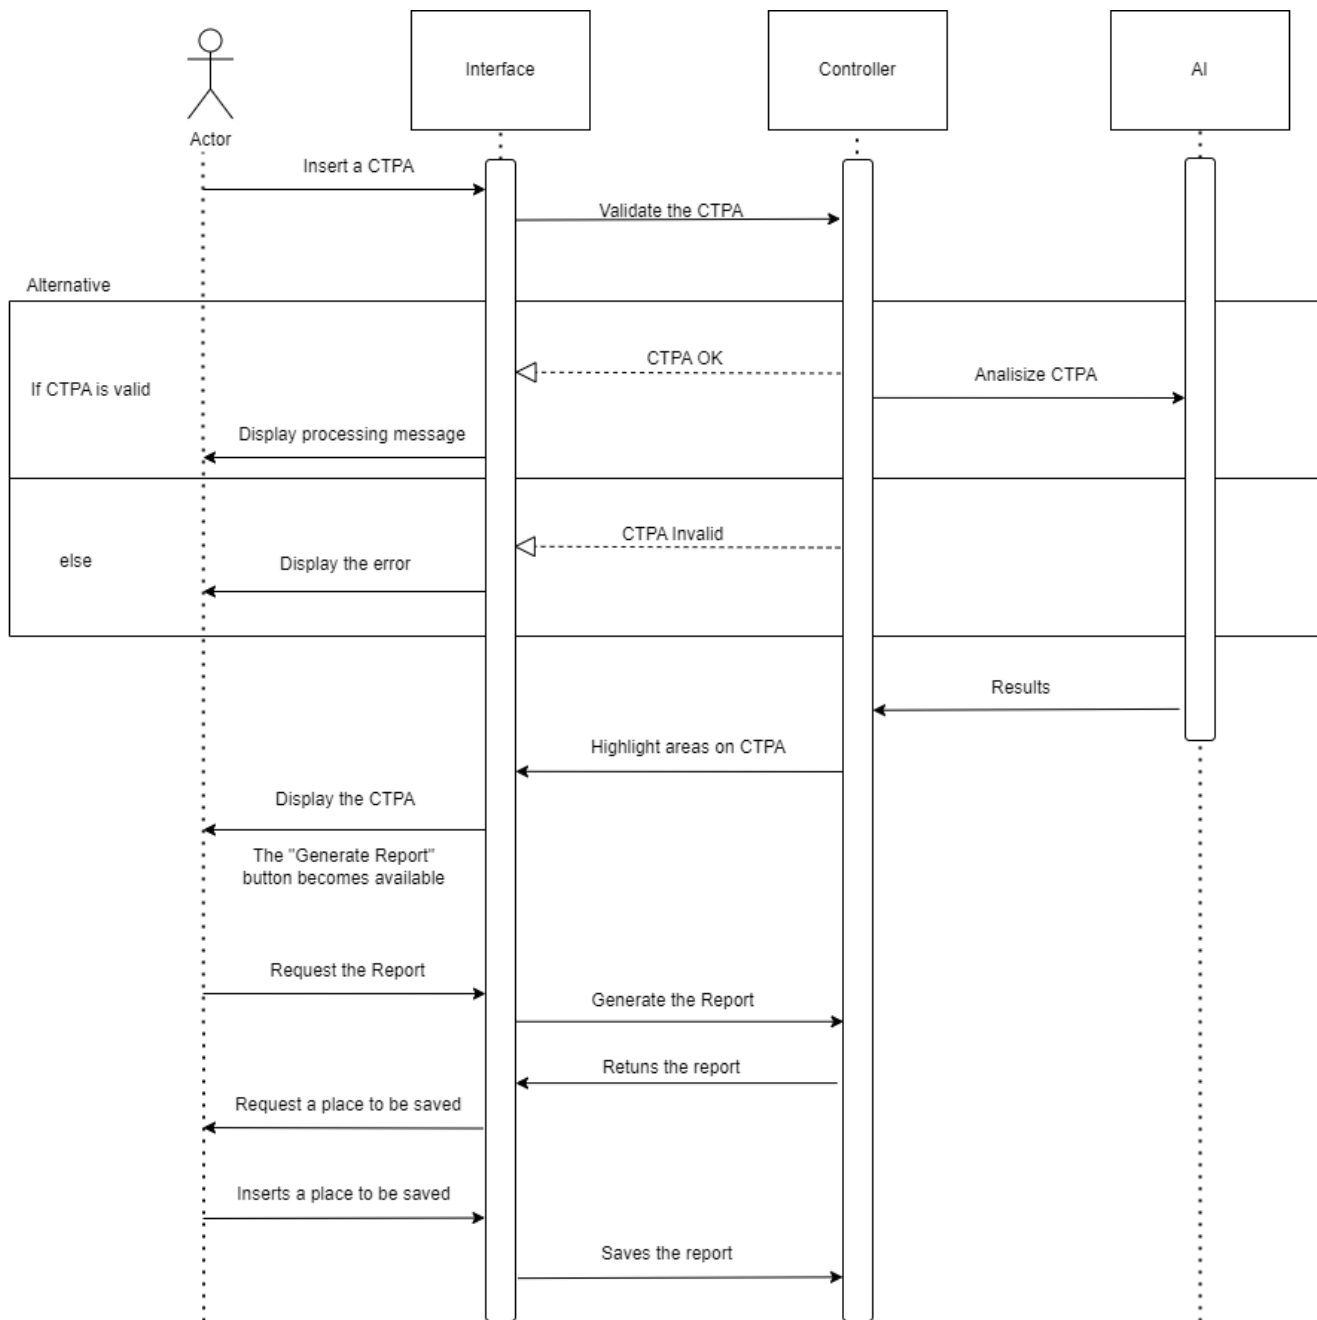 Interface
Controller
AI
Actor
Insert a CTPA
Validate the CTPA
Alternative
CTPA OK
Analisize CTPA
If CTPA is valid
Display processing message
CTPA Invalid
else
Display the error
Results
Highlight areas on CTPA
Display the CTPA
The "Generate Report"
button becomes available
Request the Report
Generate the Report
Retuns the report
Request a place to be saved
Inserts a place to be saved
Saves the report